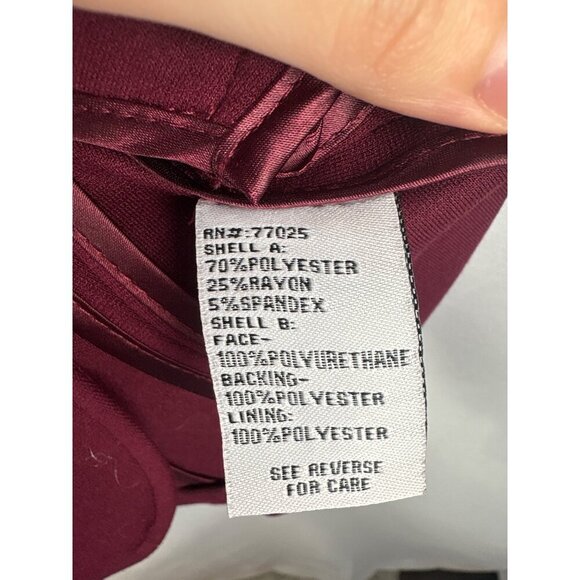 RN#:77025
SHELL A:
70%POLYESTER
25%RAYON
5%SPANDEX
SHELL B:
FACE-
100%POLYURETHANE
BACKING-
100%POLYESTER
LINING:
100%POLYESTER
SEE REVERSE
FOR CARE